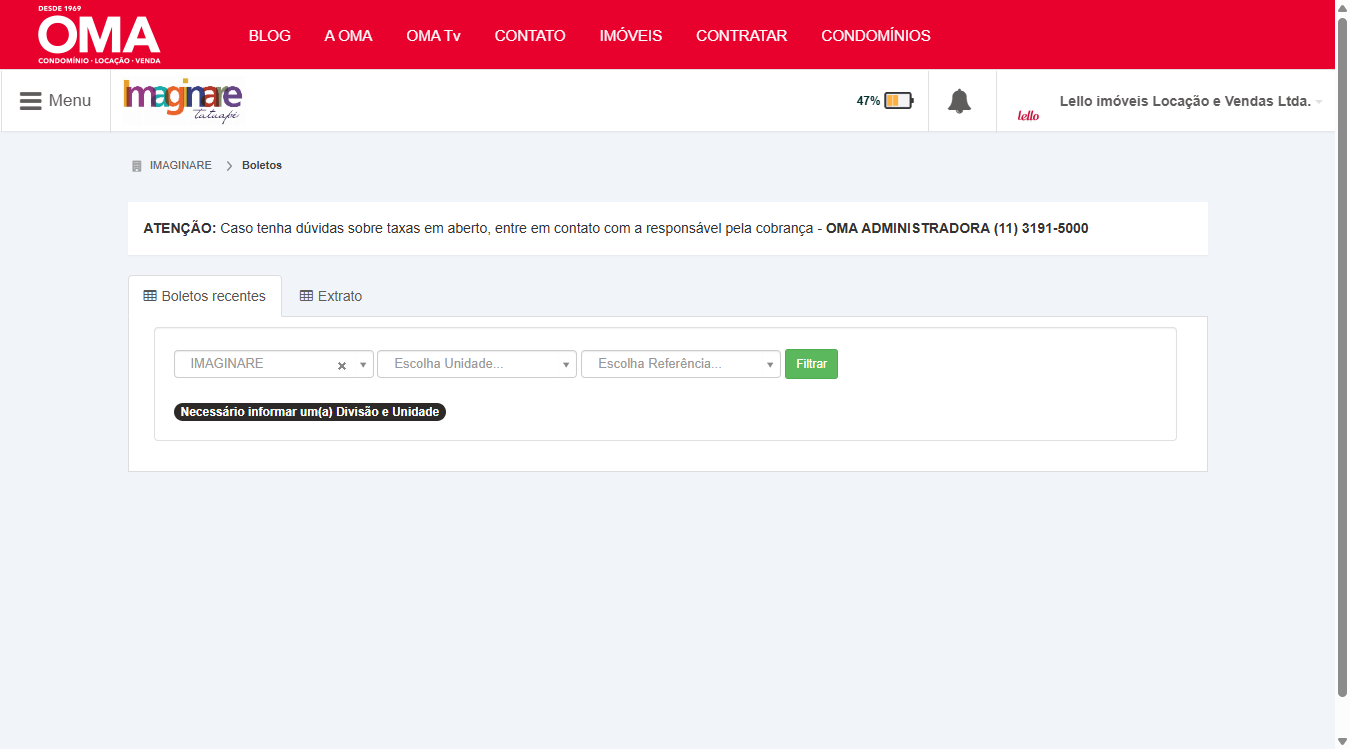 DESDE 1969
OMA
CONDOMÍNIO · LOCAÇÃO · VENDA
BLOG A OMA OMA Tv CONTATO IMÓVEIS CONTRATAR CONDOMÍNIOS
Menu
Imaginare
tatuapé
47%
lello
Lello imóveis Locação e Vendas Ltda.
IMAGINARE > Boletos
ATENÇÃO: Caso tenha dúvidas sobre taxas em aberto, entre em contato com a responsável pela cobrança - OMA ADMINISTRADORA (11) 3191-5000
Boletos recentes Extrato
IMAGINARE × Escolha Unidade... Escolha Referência... Filtrar
Necessário informar um(a) Divisão e Unidade